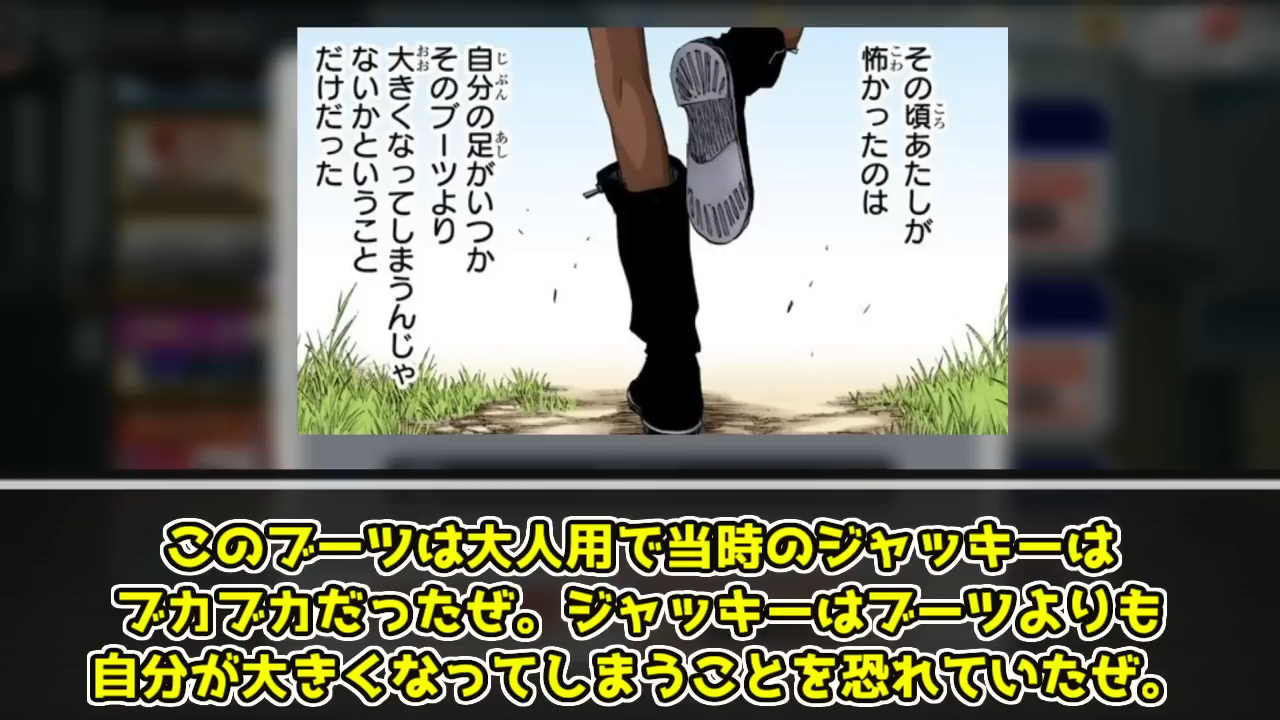 その頃あたしが
怖かったのは
自分の足がいつか
そのブーツより
大きくなってしまうんじゃ
ないかということ
だけだった
このブーツは大人用で当時のジャッキーは
ブカブカだったぜ。ジャッキーはブーツよりも
自分が大きくなってしまうことを恐れていたぜ。